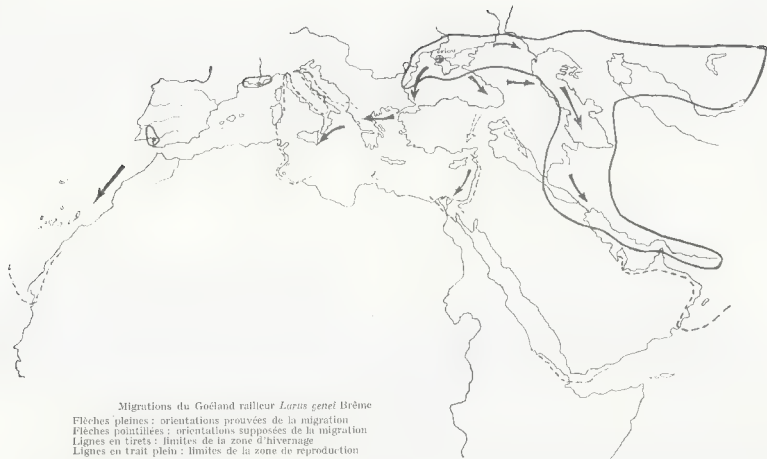 Migrations du Goéland railleur Larus genei Brême
Flèches pleines : orientations prouvées de la migration
Flèches pointillées : orientations supposées de la migration
Lignes en tirets : limites de la zone d'hivernage
Lignes en trait plein : limites de la zone de réproduction